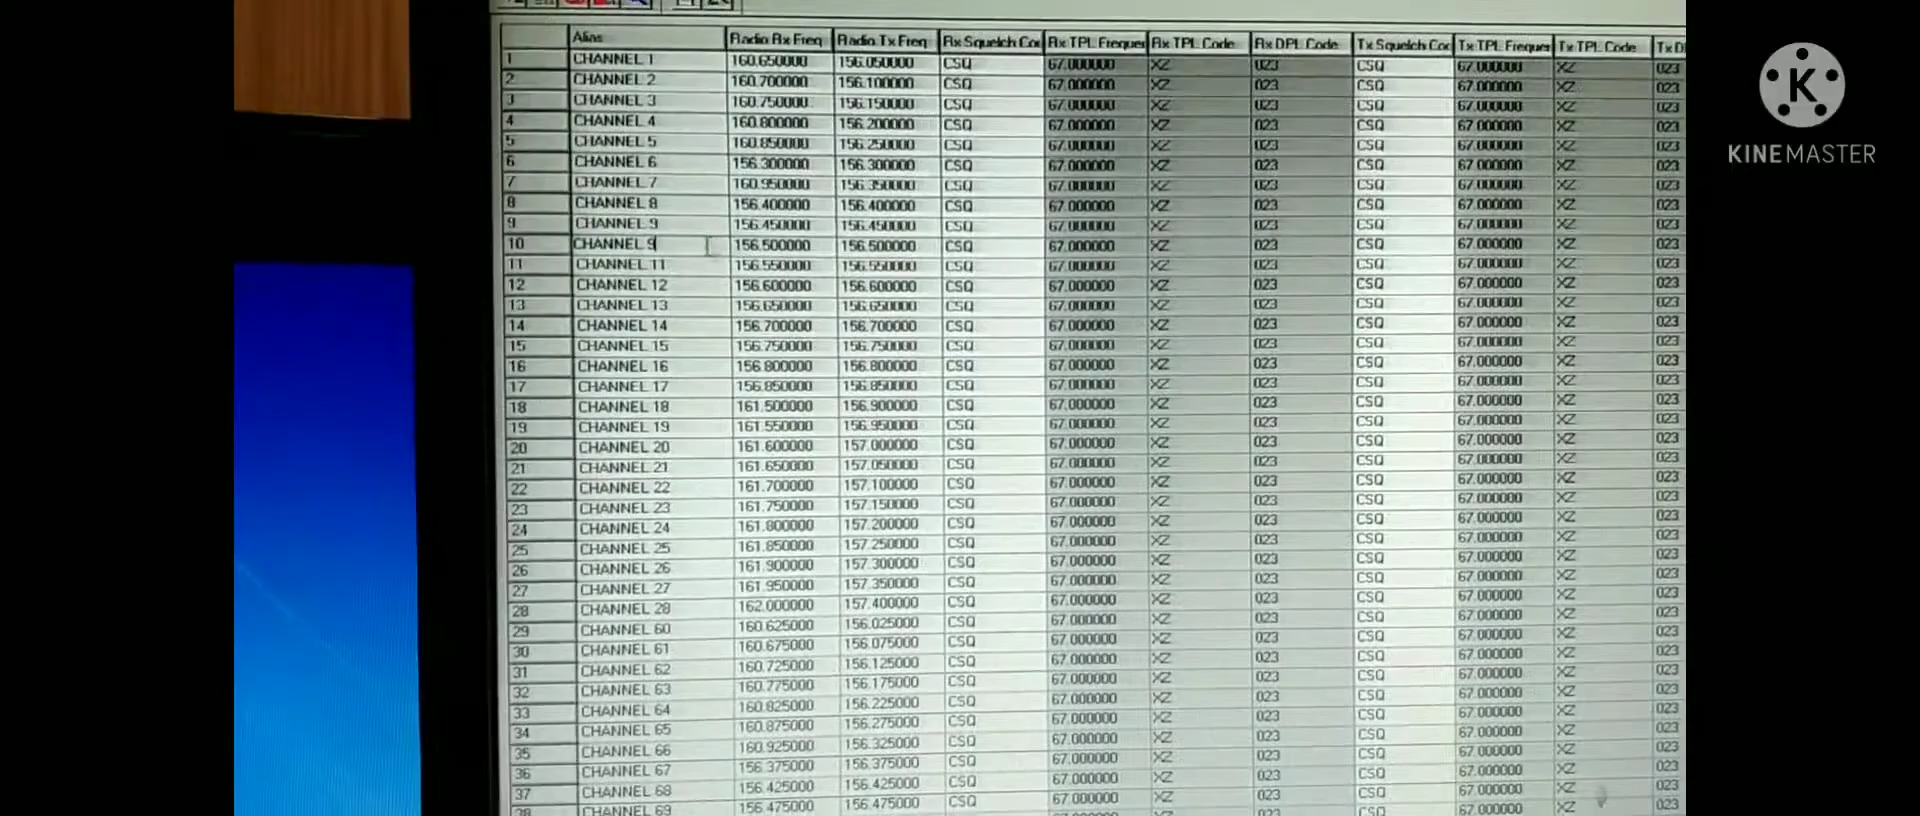 Alias Radio Rx Freq Radio Tx Freq Rx Squelch Co Rx TPL Frequer Rx TPL Code Rx DPL Code Tx Squelch Co Tx TPL Frequer Tx TPL Code Tx D
1 CHANNEL 1 160.650000 156.050000 CSQ 67.000000 XZ 023 CSQ 67.000000 XZ 023
2 CHANNEL 2 160.700000 156.100000 CSQ 67.000000 XZ 023 CSQ 67.000000 XZ 023
3 CHANNEL 3 160.750000 156.150000 CSQ 67.000000 XZ 023 CSQ 67.000000 XZ 023
4 CHANNEL 4 160.800000 156.200000 CSQ 67.000000 XZ 023 CSQ 67.000000 XZ 023
5 CHANNEL 5 160.850000 156.250000 CSQ 67.000000 XZ 023 CSQ 67.000000 XZ 023
6 CHANNEL 6 156.300000 156.300000 CSQ 67.000000 XZ 023 CSQ 67.000000 XZ 023
7 CHANNEL 7 160.950000 156.350000 CSQ 67.000000 XZ 023 CSQ 67.000000 XZ 023
8 CHANNEL 8 156.400000 156.400000 CSQ 67.000000 XZ 023 CSQ 67.000000 XZ 023
9 CHANNEL 9 156.450000 156.450000 CSQ 67.000000 XZ 023 CSQ 67.000000 XZ 023
10 CHANNEL 9 156.500000 156.500000 CSQ 67.000000 XZ 023 CSQ 67.000000 XZ 023
11 CHANNEL 11 156.550000 156.550000 CSQ 67.000000 XZ 023 CSQ 67.000000 XZ 023
12 CHANNEL 12 156.600000 156.600000 CSQ 67.000000 XZ 023 CSQ 67.000000 XZ 023
13 CHANNEL 13 156.650000 156.650000 CSQ 67.000000 XZ 023 CSQ 67.000000 XZ 023
14 CHANNEL 14 156.700000 156.700000 CSQ 67.000000 XZ 023 CSQ 67.000000 XZ 023
15 CHANNEL 15 156.750000 156.750000 CSQ 67.000000 XZ 023 CSQ 67.000000 XZ 023
16 CHANNEL 16 156.800000 156.800000 CSQ 67.000000 XZ 023 CSQ 67.000000 XZ 023
17 CHANNEL 17 156.850000 156.850000 CSQ 67.000000 XZ 023 CSQ 67.000000 XZ 023
18 CHANNEL 18 161.500000 156.900000 CSQ 67.000000 XZ 023 CSQ 67.000000 XZ 023
19 CHANNEL 19 161.550000 156.950000 CSQ 67.000000 XZ 023 CSQ 67.000000 XZ 023
20 CHANNEL 20 161.600000 157.000000 CSQ 67.000000 XZ 023 CSQ 67.000000 XZ 023
21 CHANNEL 21 161.650000 157.050000 CSQ 67.000000 XZ 023 CSQ 67.000000 XZ 023
22 CHANNEL 22 161.700000 157.100000 CSQ 67.000000 XZ 023 CSQ 67.000000 XZ 023
23 CHANNEL 23 161.750000 157.150000 CSQ 67.000000 XZ 023 CSQ 67.000000 XZ 023
24 CHANNEL 24 161.800000 157.200000 CSQ 67.000000 XZ 023 CSQ 67.000000 XZ 023
25 CHANNEL 25 161.850000 157.250000 CSQ 67.000000 XZ 023 CSQ 67.000000 XZ 023
26 CHANNEL 26 161.900000 157.300000 CSQ 67.000000 XZ 023 CSQ 67.000000 XZ 023
27 CHANNEL 27 161.950000 157.350000 CSQ 67.000000 XZ 023 CSQ 67.000000 XZ 023
28 CHANNEL 28 162.000000 157.400000 CSQ 67.000000 XZ 023 CSQ 67.000000 XZ 023
29 CHANNEL 60 160.625000 156.025000 CSQ 67.000000 XZ 023 CSQ 67.000000 XZ 023
30 CHANNEL 61 160.675000 156.075000 CSQ 67.000000 XZ 023 CSQ 67.000000 XZ 023
31 CHANNEL 62 160.725000 156.125000 CSQ 67.000000 XZ 023 CSQ 67.000000 XZ 023
32 CHANNEL 63 160.775000 156.175000 CSQ 67.000000 XZ 023 CSQ 67.000000 XZ 023
33 CHANNEL 64 160.825000 156.225000 CSQ 67.000000 XZ 023 CSQ 67.000000 XZ 023
34 CHANNEL 65 160.875000 156.275000 CSQ 67.000000 XZ 023 CSQ 67.000000 XZ 023
35 CHANNEL 66 160.925000 156.325000 CSQ 67.000000 XZ 023 CSQ 67.000000 XZ 023
36 CHANNEL 67 156.375000 156.375000 CSQ 67.000000 XZ 023 CSQ 67.000000 XZ 023
37 CHANNEL 68 156.425000 156.425000 CSQ 67.000000 XZ 023 CSQ 67.000000 XZ 023
38 CHANNEL 69 156.475000 156.475000 CSQ 67.000000 XZ 023 CSQ 67.000000 XZ 023
K
KINEMASTER